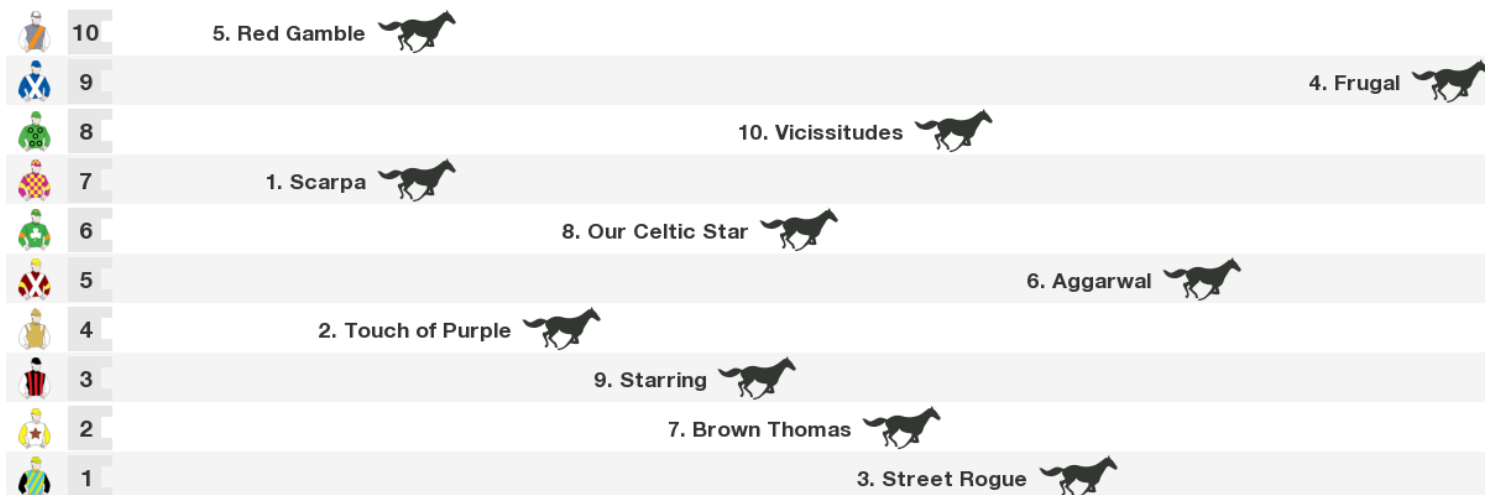 10 5. Red Gamble
9 4. Frugal
8 10. Vicissitudes
7 1. Scarpa
6 8. Our Celtic Star
5 6. Aggarwal
4 2. Touch of Purple
3 9. Starring
2 7. Brown Thomas
1 3. Street Rogue